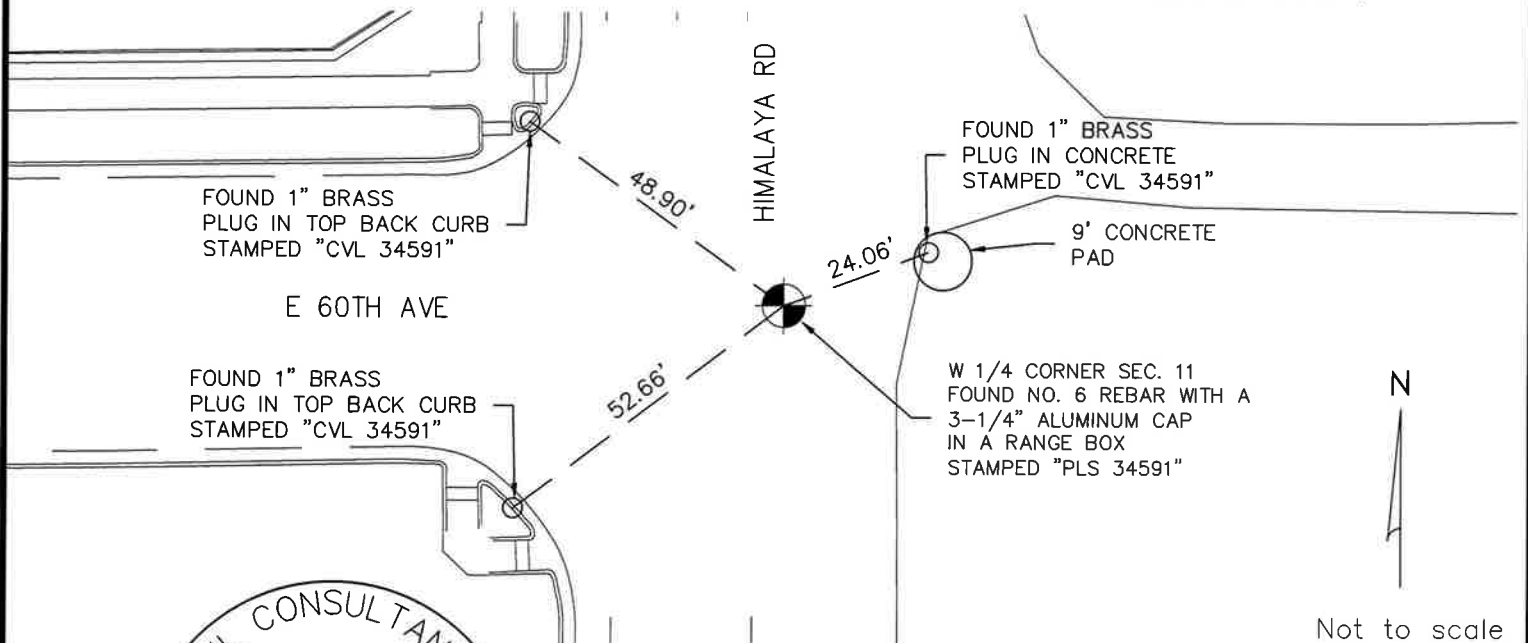 HIMALAYA RD
FOUND 1" BRASS
PLUG IN TOP BACK CURB
STAMPED "CVL 34591"
48.90'
FOUND 1" BRASS
PLUG IN CONCRETE
STAMPED "CVL 34591"
24.06'
9' CONCRETE
PAD
E 60TH AVE
FOUND 1" BRASS
PLUG IN TOP BACK CURB
STAMPED "CVL 34591"
52.66'
W 1/4 CORNER SEC. 11
FOUND NO. 6 REBAR WITH A
3-1/4" ALUMINUM CAP
IN A RANGE BOX
STAMPED "PLS 34591"
N
CONSULTAN
Not to scale